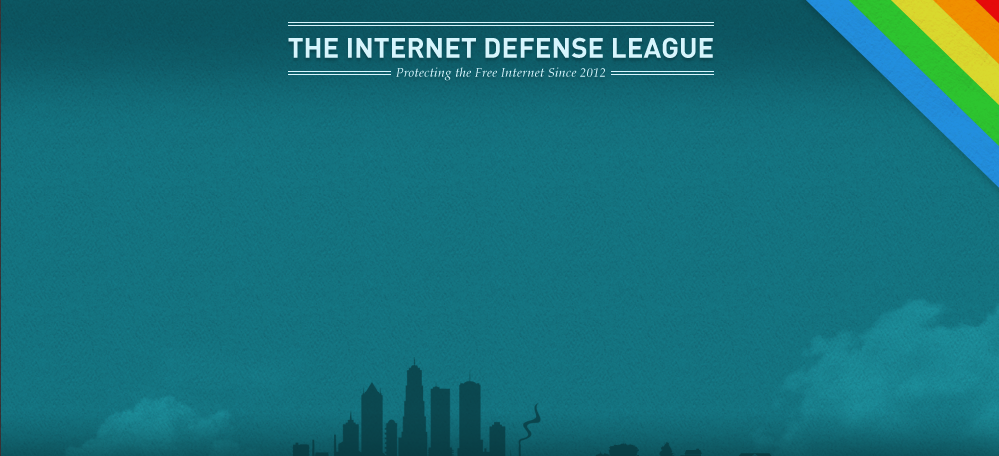 THE INTERNET DEFENSE LEAGUE
Protecting the Free Internet Since 2012